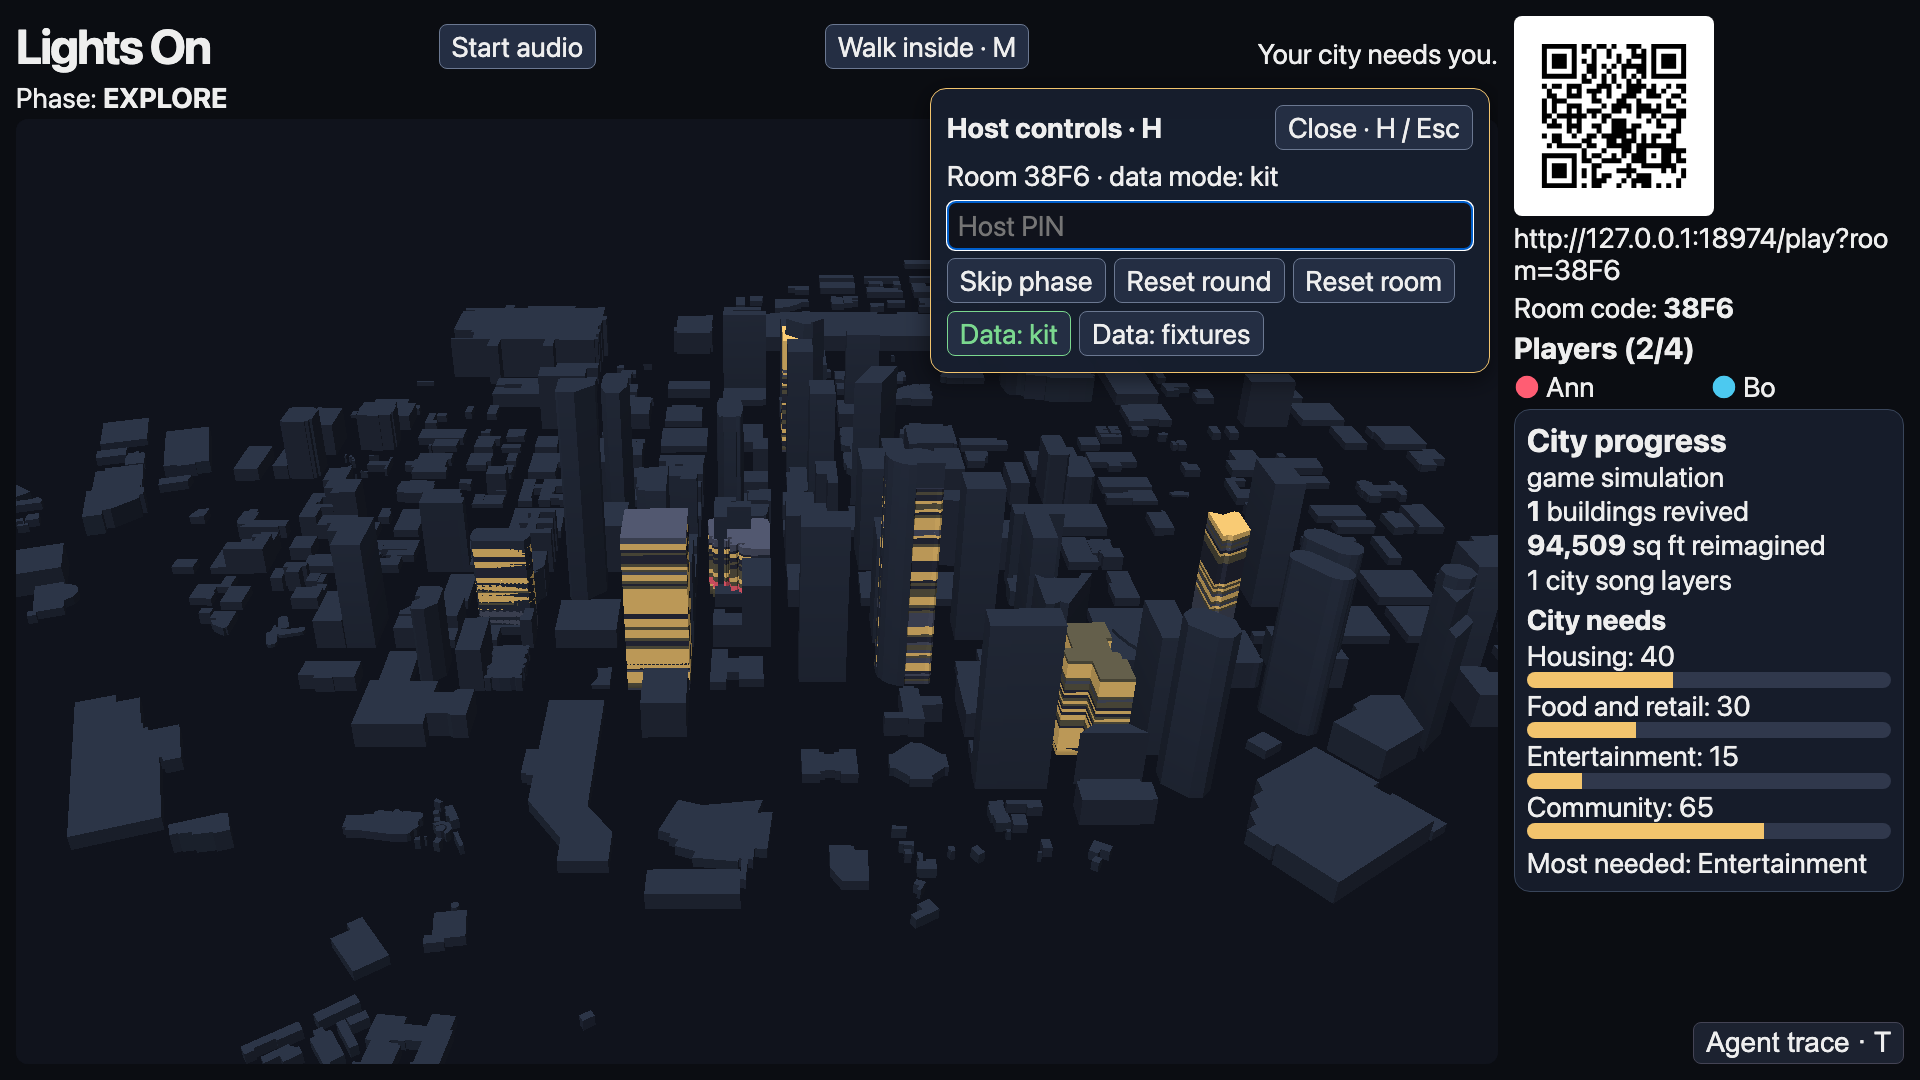 Lights On
Phase: EXPLORE
Start audio
Walk inside · M
Your city needs you.
Host controls · H
Close · H / Esc
Room 38F6 · data mode: kit
Host PIN
Skip phase
Reset round
Reset room
Data: kit
Data: fixtures
http://127.0.0.1:18974/play?roo
m=38F6
Room code: 38F6
Players (2/4)
Ann
Bo
City progress
game simulation
1 buildings revived
94,509 sq ft reimagined
1 city song layers
City needs
Housing: 40
Food and retail: 30
Entertainment: 15
Community: 65
Most needed: Entertainment
Agent trace · T